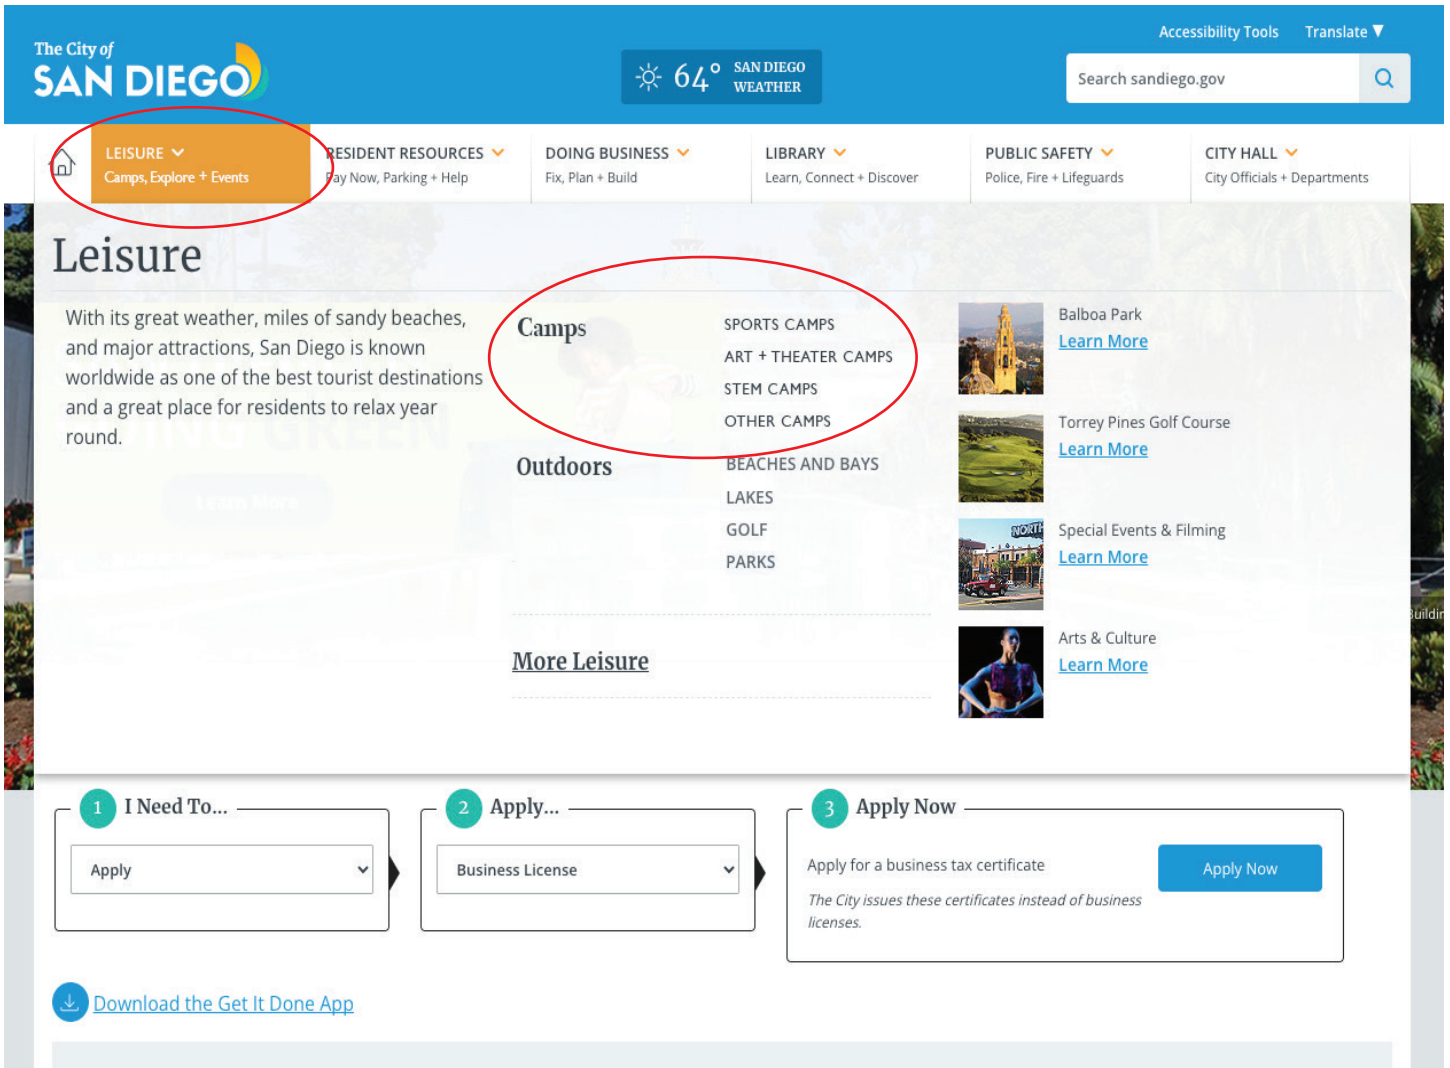 Accessibility Tools
Translate ▼
The City of
SAN DIEGO
64°
SAN DIEGO
WEATHER
Search sandiego.gov
LEISURE
Camps, Explore + Events
RESIDENT RESOURCES
Pay Now, Parking + Help
DOING BUSINESS
Fix, Plan + Build
LIBRARY
Learn, Connect + Discover
PUBLIC SAFETY
Police, Fire + Lifeguards
CITY HALL
City Officials + Departments
Leisure
With its great weather, miles of sandy beaches,
and major attractions, San Diego is known
worldwide as one of the best tourist destinations
and a great place for residents to relax year
round.
GREEN
Learn More
Camps
SPORTS CAMPS
ART + THEATER CAMPS
STEM CAMPS
OTHER CAMPS
Outdoors
BEACHES AND BAYS
LAKES
GOLF
PARKS
More Leisure
Balboa Park
Learn More
Torrey Pines Golf Course
Learn More
NORTH
Special Events & Filming
Learn More
Arts & Culture
Learn More
1 I Need To...
Apply
2 Apply...
Business License
3 Apply Now
Apply for a business tax certificate
The City issues these certificates instead of business
licenses.
Apply Now
Download the Get It Done App